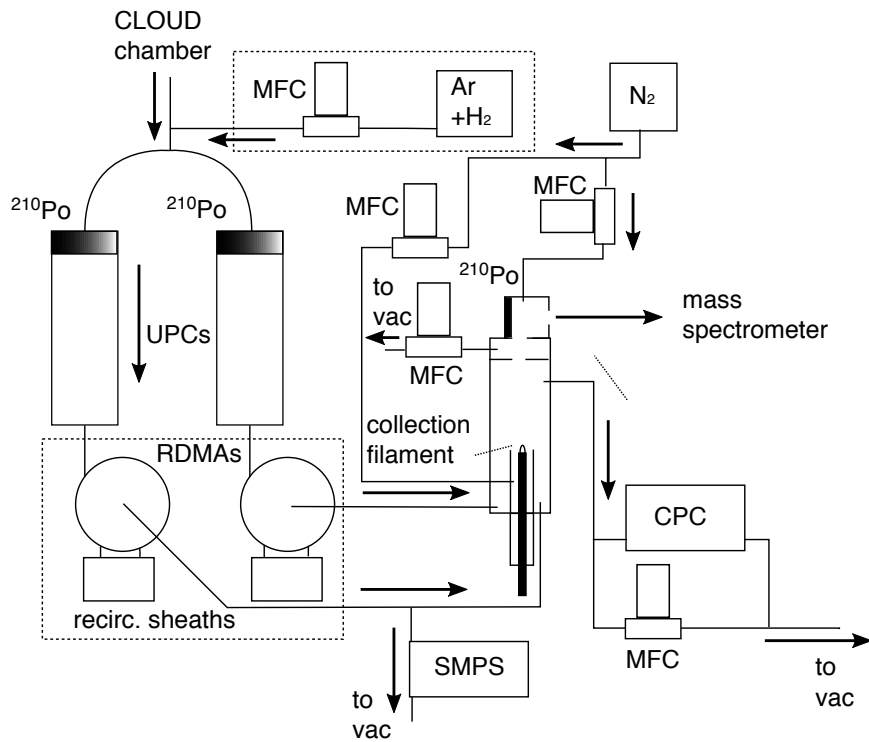 CLOUD
chamber
MFC
Ar
+H₂
N₂
²¹⁰Po
²¹⁰Po
MFC
MFC
²¹⁰Po
to
vac
mass
spectrometer
UPCs
MFC
collection
filament
RDMAs
CPC
recirc. sheaths
SMPS
MFC
to
vac
to
vac